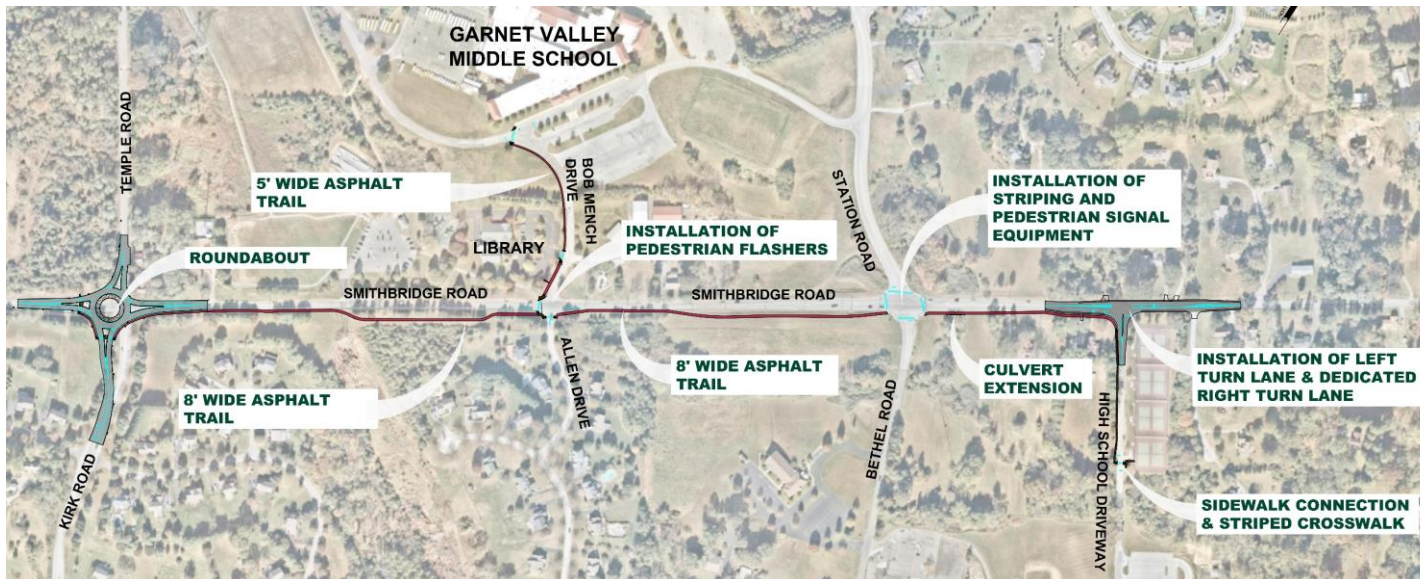 GARNET VALLEY
MIDDLE SCHOOL
TEMPLE ROAD
5' WIDE ASPHALT
TRAIL
BOB MENCH
DRIVE
STATION ROAD
INSTALLATION OF
STRIPING AND
PEDESTRIAN SIGNAL
EQUIPMENT
ROUNDABOUT
LIBRARY
INSTALLATION OF
PEDESTRIAN FLASHERS
SMITHBRIDGE ROAD
SMITHBRIDGE ROAD
8' WIDE ASPHALT
TRAIL
ALLEN DRIVE
8' WIDE ASPHALT
TRAIL
BETHEL ROAD
CULVERT
EXTENSION
HIGH SCHOOL DRIVEWAY
INSTALLATION OF LEFT
TURN LANE & DEDICATED
RIGHT TURN LANE
KIRK ROAD
SIDEWALK CONNECTION
& STRIPED CROSSWALK